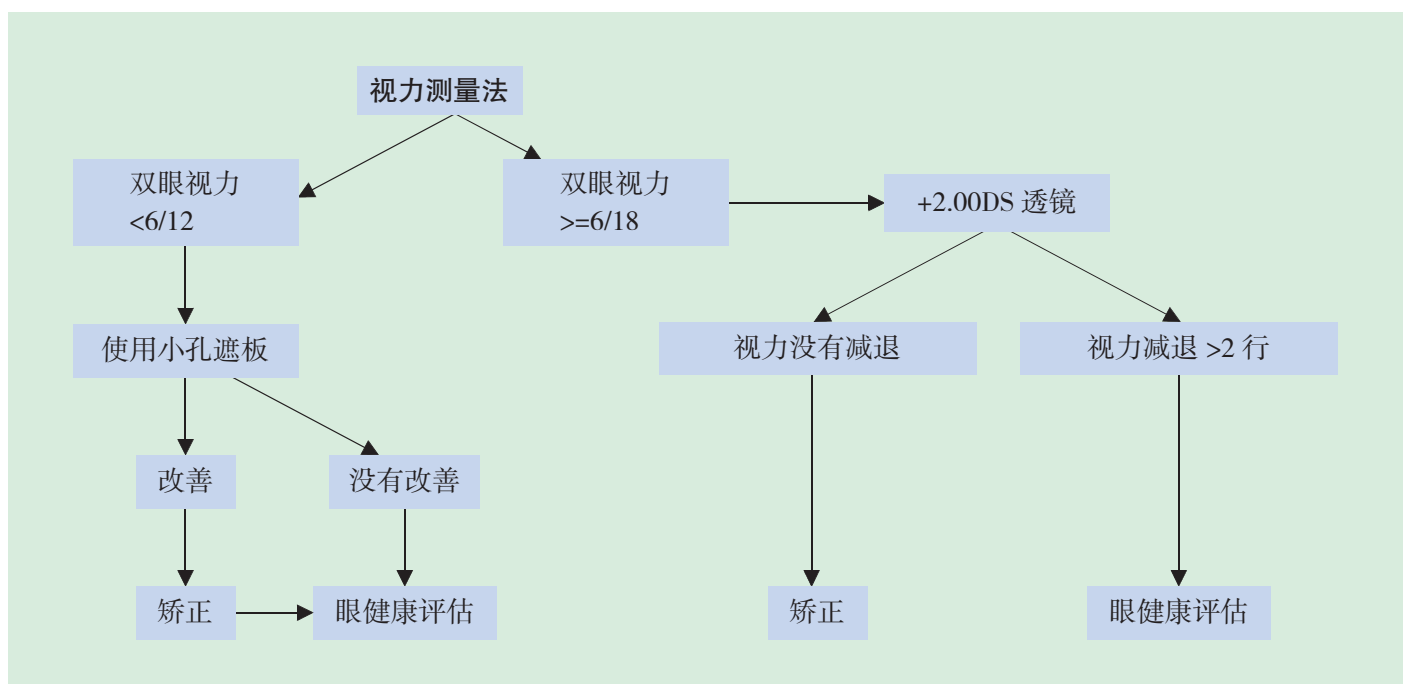 视力测量法
双眼视力
<6/12
双眼视力
>=6/18
+2.00DS 透镜
使用小孔遮板
视力没有减退
视力减退 >2 行
改善
没有改善
矫正
眼健康评估
矫正
眼健康评估